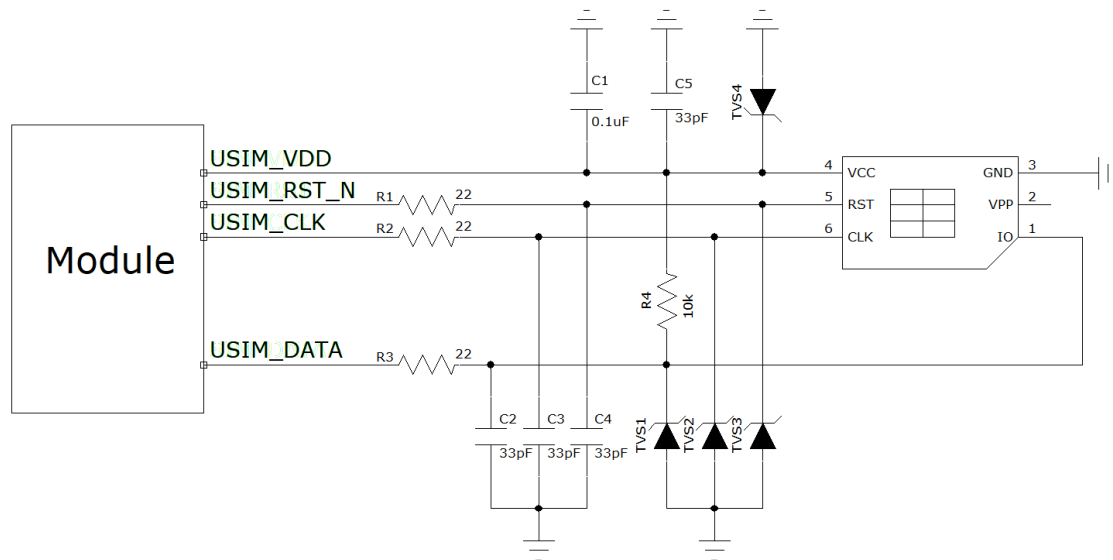 C1
0.1uF
C5
33pF
TVS4
USIM_VDD
USIM_RST_N
USIM_CLK
USIM_DATA
Module
R1
22
R2
22
R3
22
4
VCC
5
RST
6
CLK
GND
3
VPP
2
IO
1
R4
10k
C2
33pF
C3
33pF
C4
33pF
TVS1
TVS2
TVS3